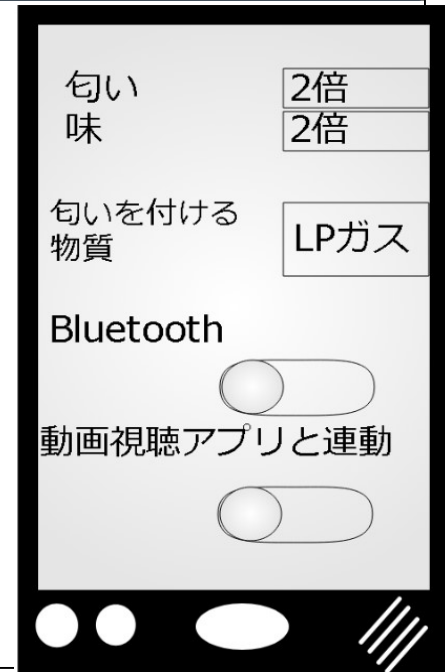 匂い 2倍
味 2倍
匂いを付ける
物質
LPガス
Bluetooth
動画視聴アプリと連動